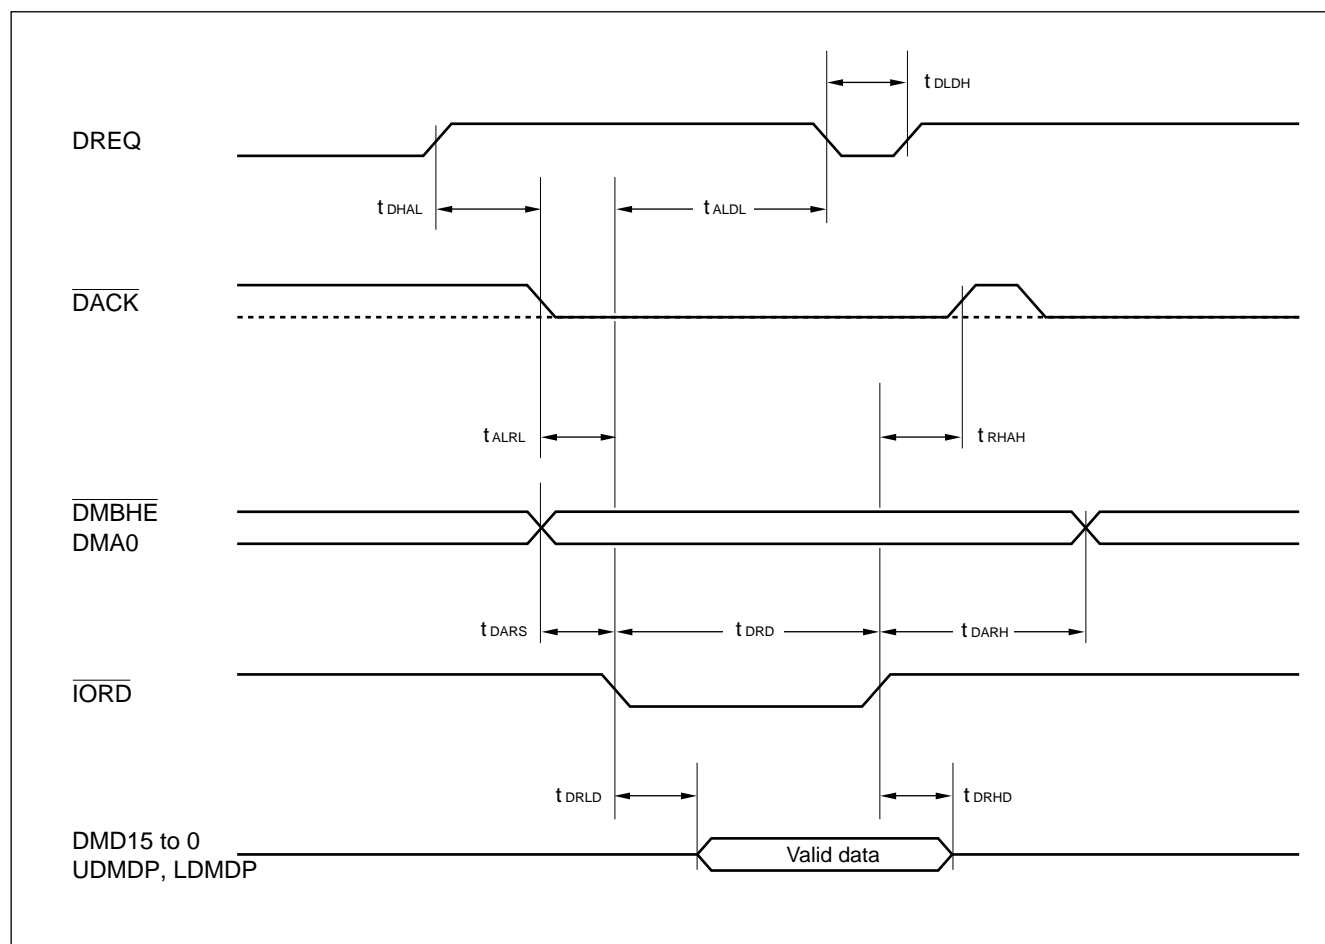 t DLDH
DREQ
t DHAL
t ALDL
DACK
t ALRL
t RHAH
DMBHE
DMA0
t DARS
t DRD
t DARH
IORD
t DRLD
t DRHD
DMD15 to 0
Valid data
UDMDP, LDMDP